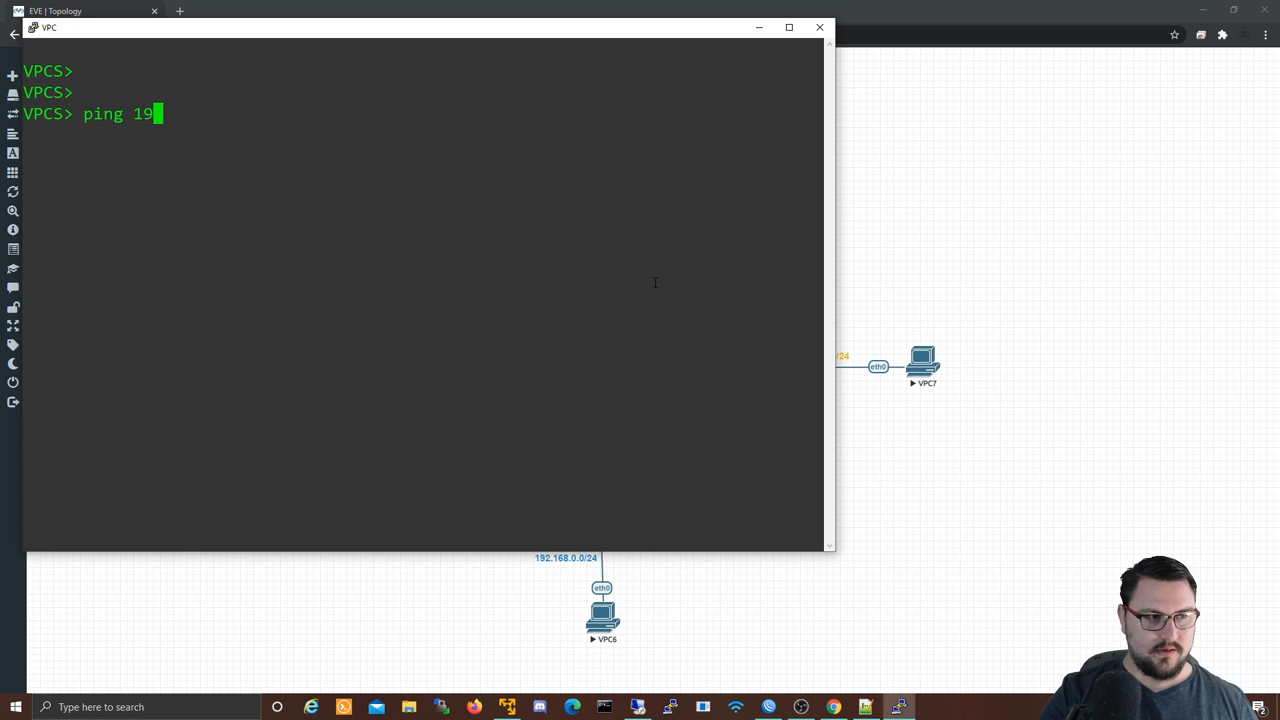 EVE | Topology
VPC
VPCS>
VPCS>
VPCS> ping 19
/24
eth0
VPC7
192.168.0.0/24
eth0
VPC6
Type here to search